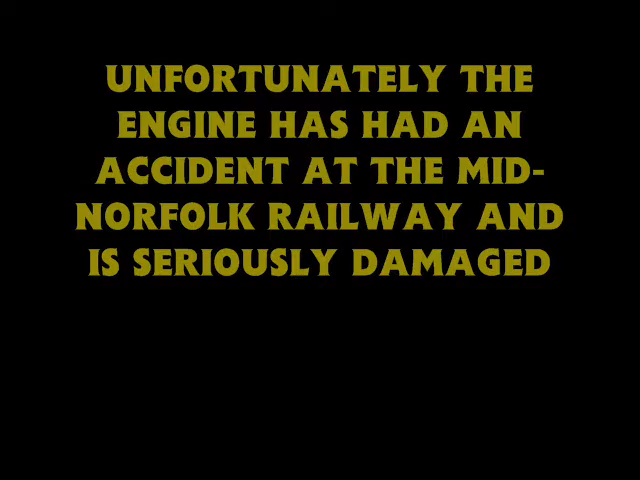 UNFORTUNATELY THE
ENGINE HAS HAD AN
ACCIDENT AT THE MID-
NORFOLK RAILWAY AND
IS SERIOUSLY DAMAGED